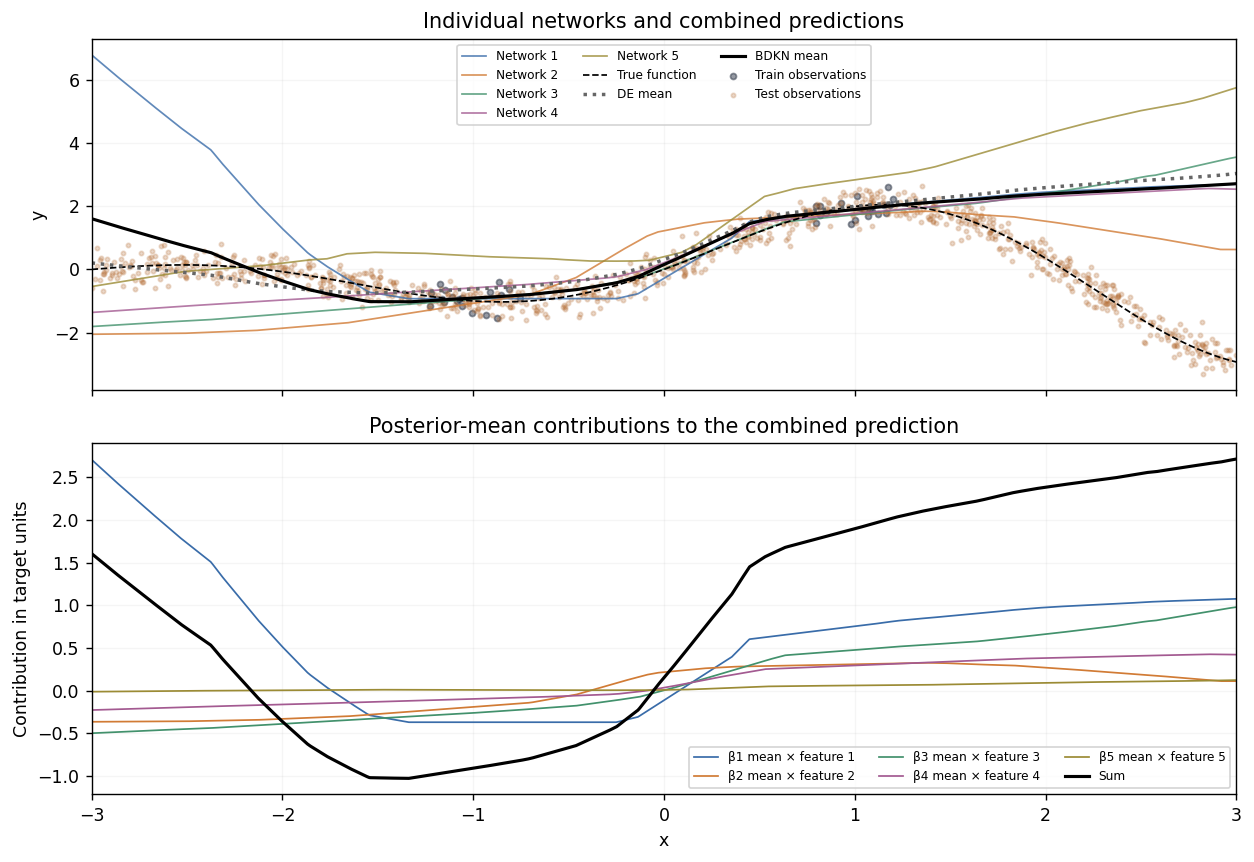 Individual networks and combined predictions
Network 1
Network 2
Network 3
Network 4
Network 5
True function
DE mean
BDKN mean
Train observations
Test observations
y
6
4
2
0
−2
Posterior-mean contributions to the combined prediction
Contribution in target units
2.5
2.0
1.5
1.0
0.5
0.0
−0.5
−1.0
β1 mean × feature 1
β2 mean × feature 2
β3 mean × feature 3
β4 mean × feature 4
β5 mean × feature 5
Sum
−3
−2
−1
0
1
2
3
x